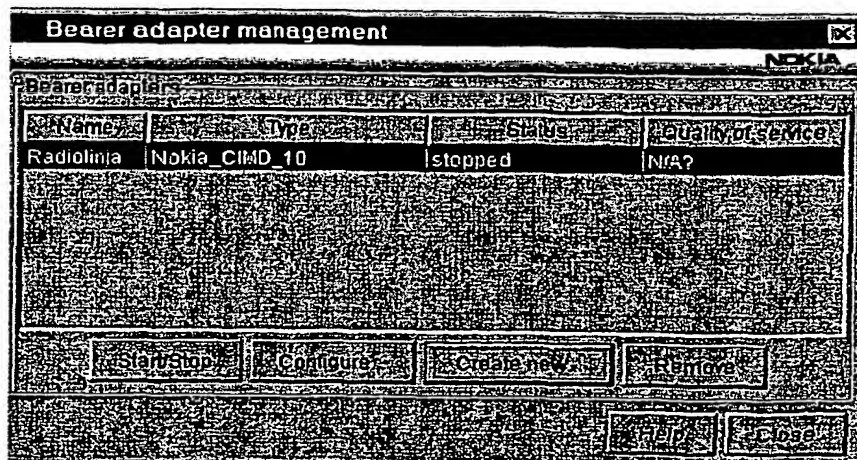 Bearer adapter management
NOKIA
Bearer adapters
Name Type Status Quality of service
Radiolinja Nokia_CIMD_10 stopped N/A?
Start/Stop Configure Create new Remove
Help Close